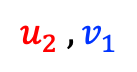 u₂ , v₁